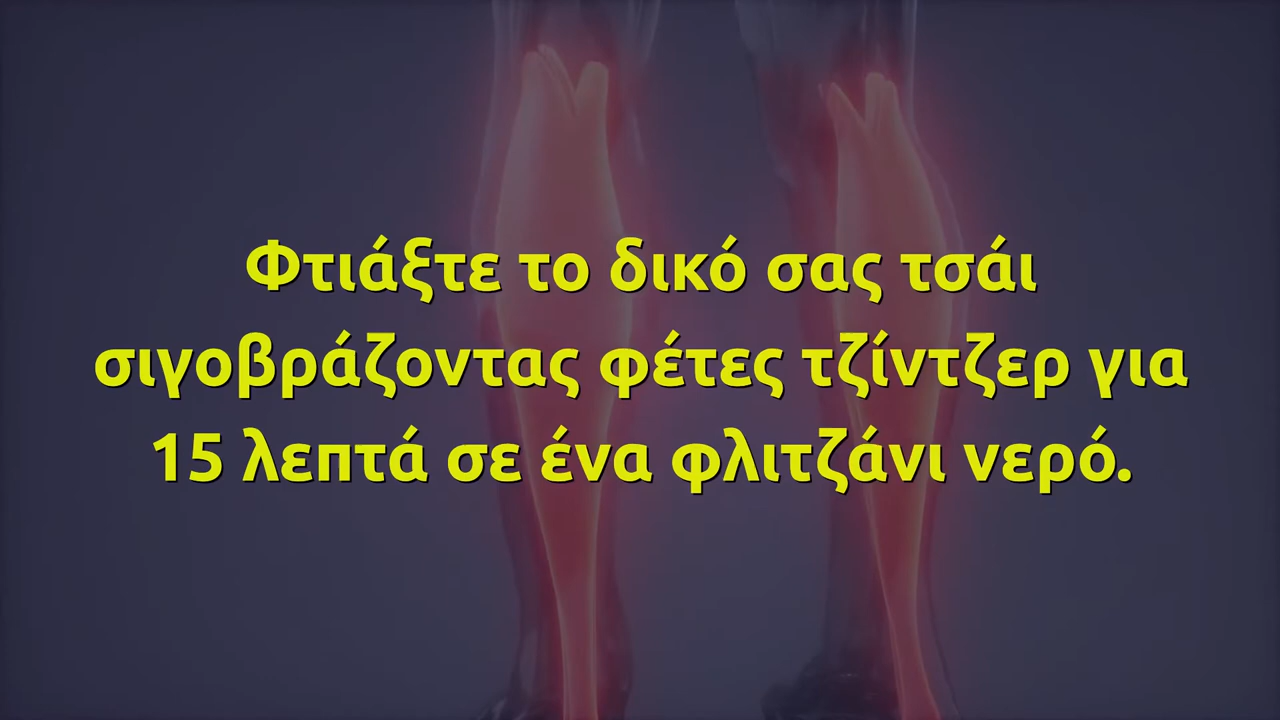 Φτιάξτε το δικό σας τσάι
σιγοβράζοντας φέτες τζίντζερ για
15 λεπτά σε ένα φλιτζάνι νερό.